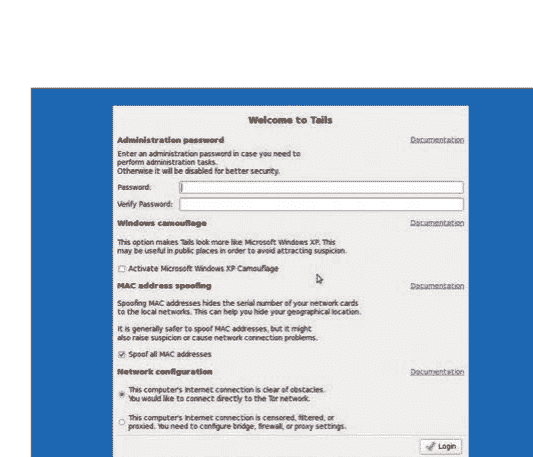 Welcome to Tails
Administration password
Documentation
Enter an administration password in case you need to
perform administration tasks.
Otherwise it will be disabled for better security.
Password:
Verify Password:
Windows camouflage
Documentation
This option makes Tails look more like Microsoft Windows XP. This
may be useful in public places in order to avoid attracting suspicion.
Activate Microsoft Windows XP Camouflage
MAC address spoofing
Documentation
Spoofing MAC addresses hides the serial number of your network cards
to the local networks. This can help you hide your geographical location.
It is generally safer to spoof MAC addresses, but it might
also raise suspicion or cause network connection problems.
Spoof all MAC addresses
Network configuration
Documentation
This computer's Internet connection is clear of obstacles.
You would like to connect directly to the Tor network.
This computer's Internet connection is censored, filtered, or
proxied. You need to configure bridge, firewall, or proxy settings.
Login